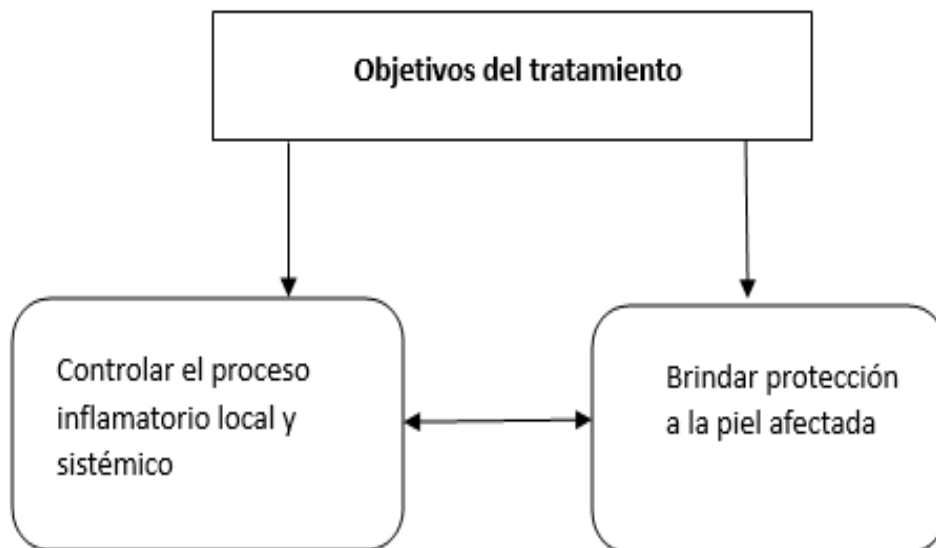 Objetivos del tratamiento
Controlar el proceso
inflamatorio local y
sistémico
Brindar protección
a la piel afectada